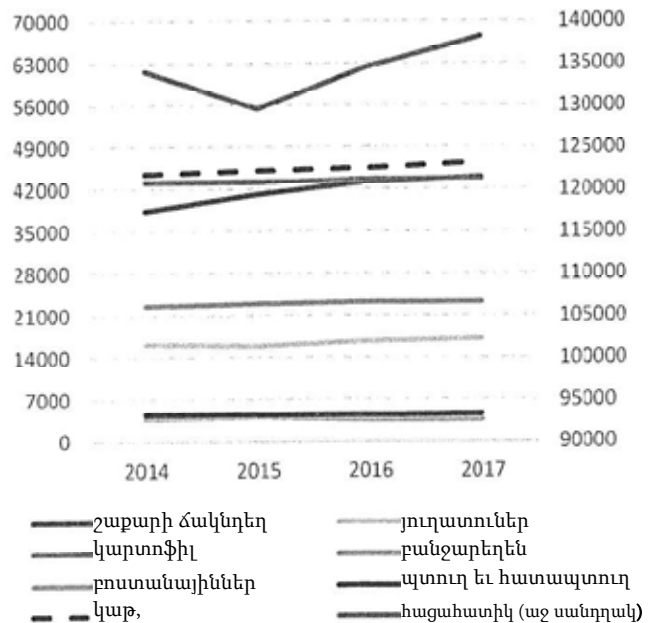 70000 140000
63000 135000
56000 130000
49000 125000
42000 120000
35000 115000
28000 110000
21000 105000
14000 100000
7000 95000
0 90000
2014 2015 2016 2017
շաքարի ճակնդեղ յուղատուներ
կարտոֆիլ բանջարեղեն
բոստանայիններ պտուղ եւ հատապտուղ
կաթ, հացահատիկ (աջ սանդղակ)